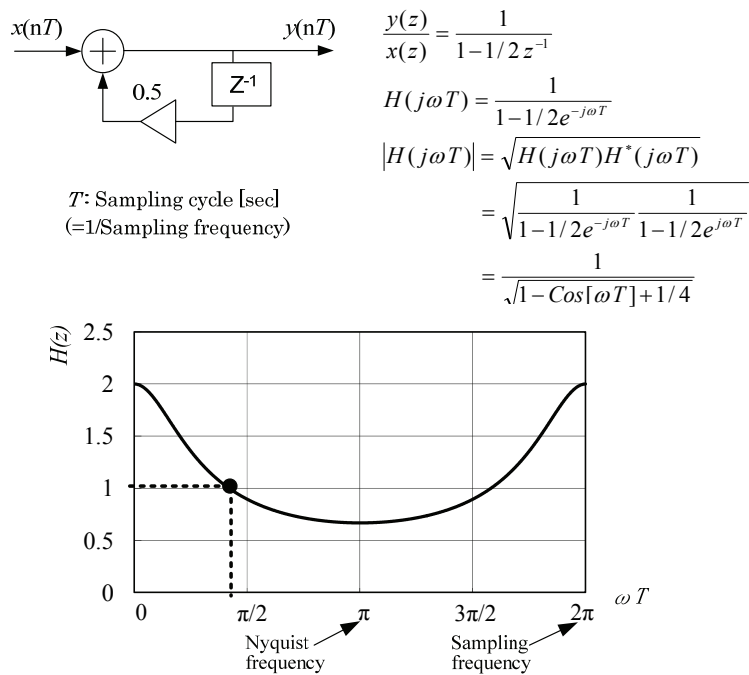 x(nT)
y(nT)
Z-1
0.5
T: Sampling cycle [sec]
(=1/Sampling frequency)
y(z)/x(z) = 1/(1−1/2 z^−1)
H(jωT) = 1/(1−1/2e^−jωT)
|H(jωT)| = √(H(jωT)H*(jωT))
= √(1/(1−1/2e^−jωT) 1/(1−1/2e^jωT))
= 1/√(1−Cos[ωT]+1/4)
H(z)
2.5
2
1.5
1
0.5
0
0 π/2 π 3π/2 2π
ωT
Nyquist frequency
Sampling frequency